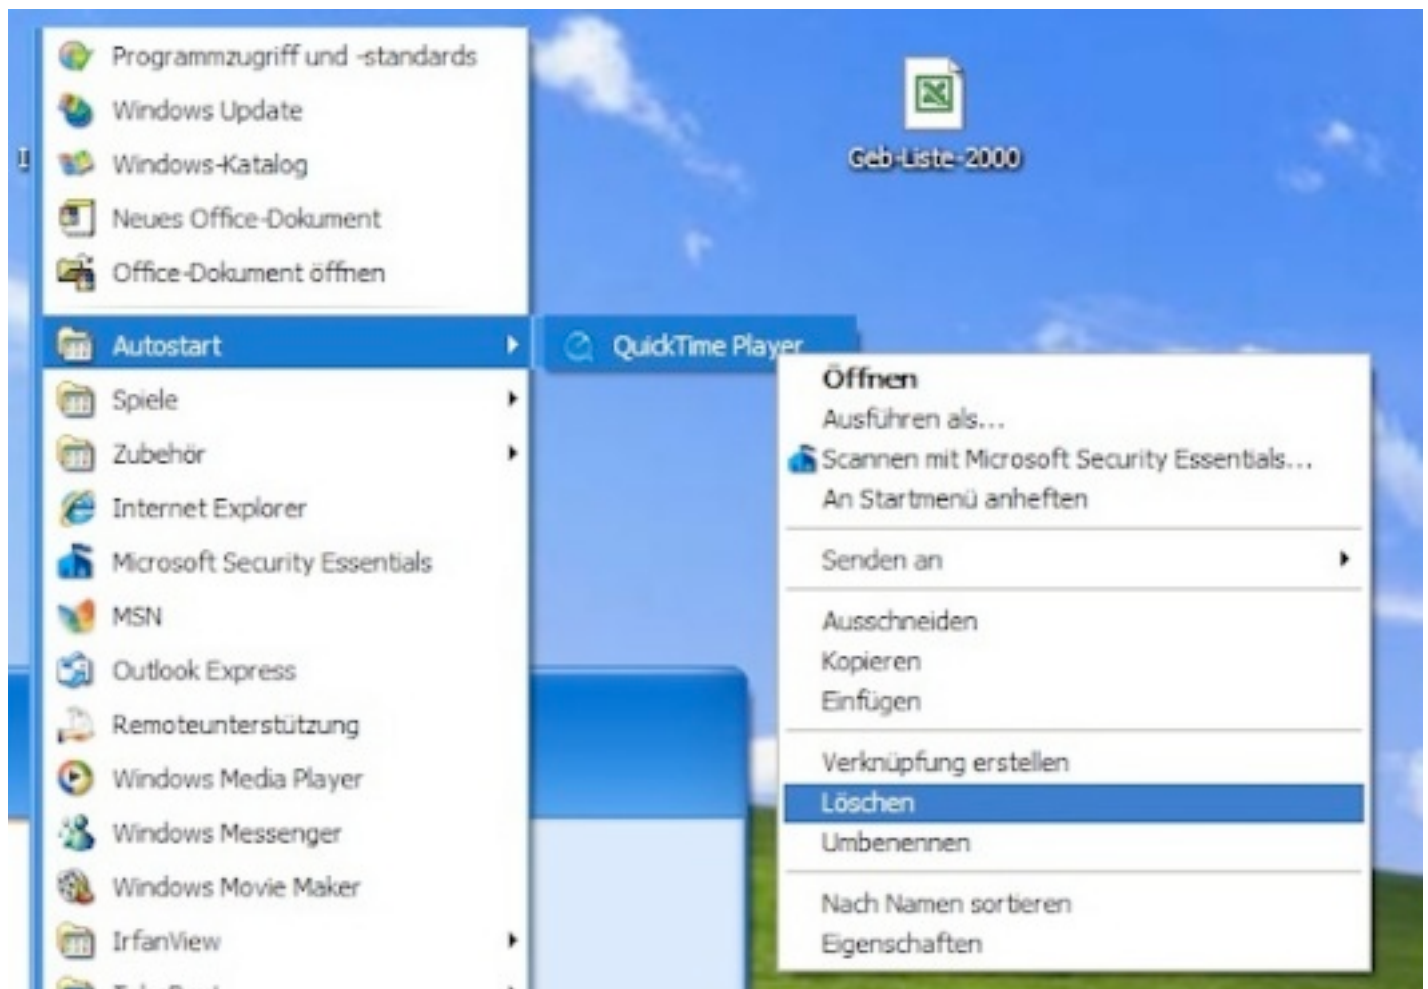 Programmzugriff und -standards
Windows Update
Windows-Katalog
Neues Office-Dokument
Office-Dokument öffnen
Autostart
Spiele
Zubehör
Internet Explorer
Microsoft Security Essentials
MSN
Outlook Express
Remoteunterstützung
Windows Media Player
Windows Messenger
Windows Movie Maker
IrfanView
Geb-Liste-2000
QuickTime Player
Öffnen
Ausführen als...
Scannen mit Microsoft Security Essentials...
An Startmenü anheften
Senden an
Ausschneiden
Kopieren
Einfügen
Verknüpfung erstellen
Löschen
Umbenennen
Nach Namen sortieren
Eigenschaften